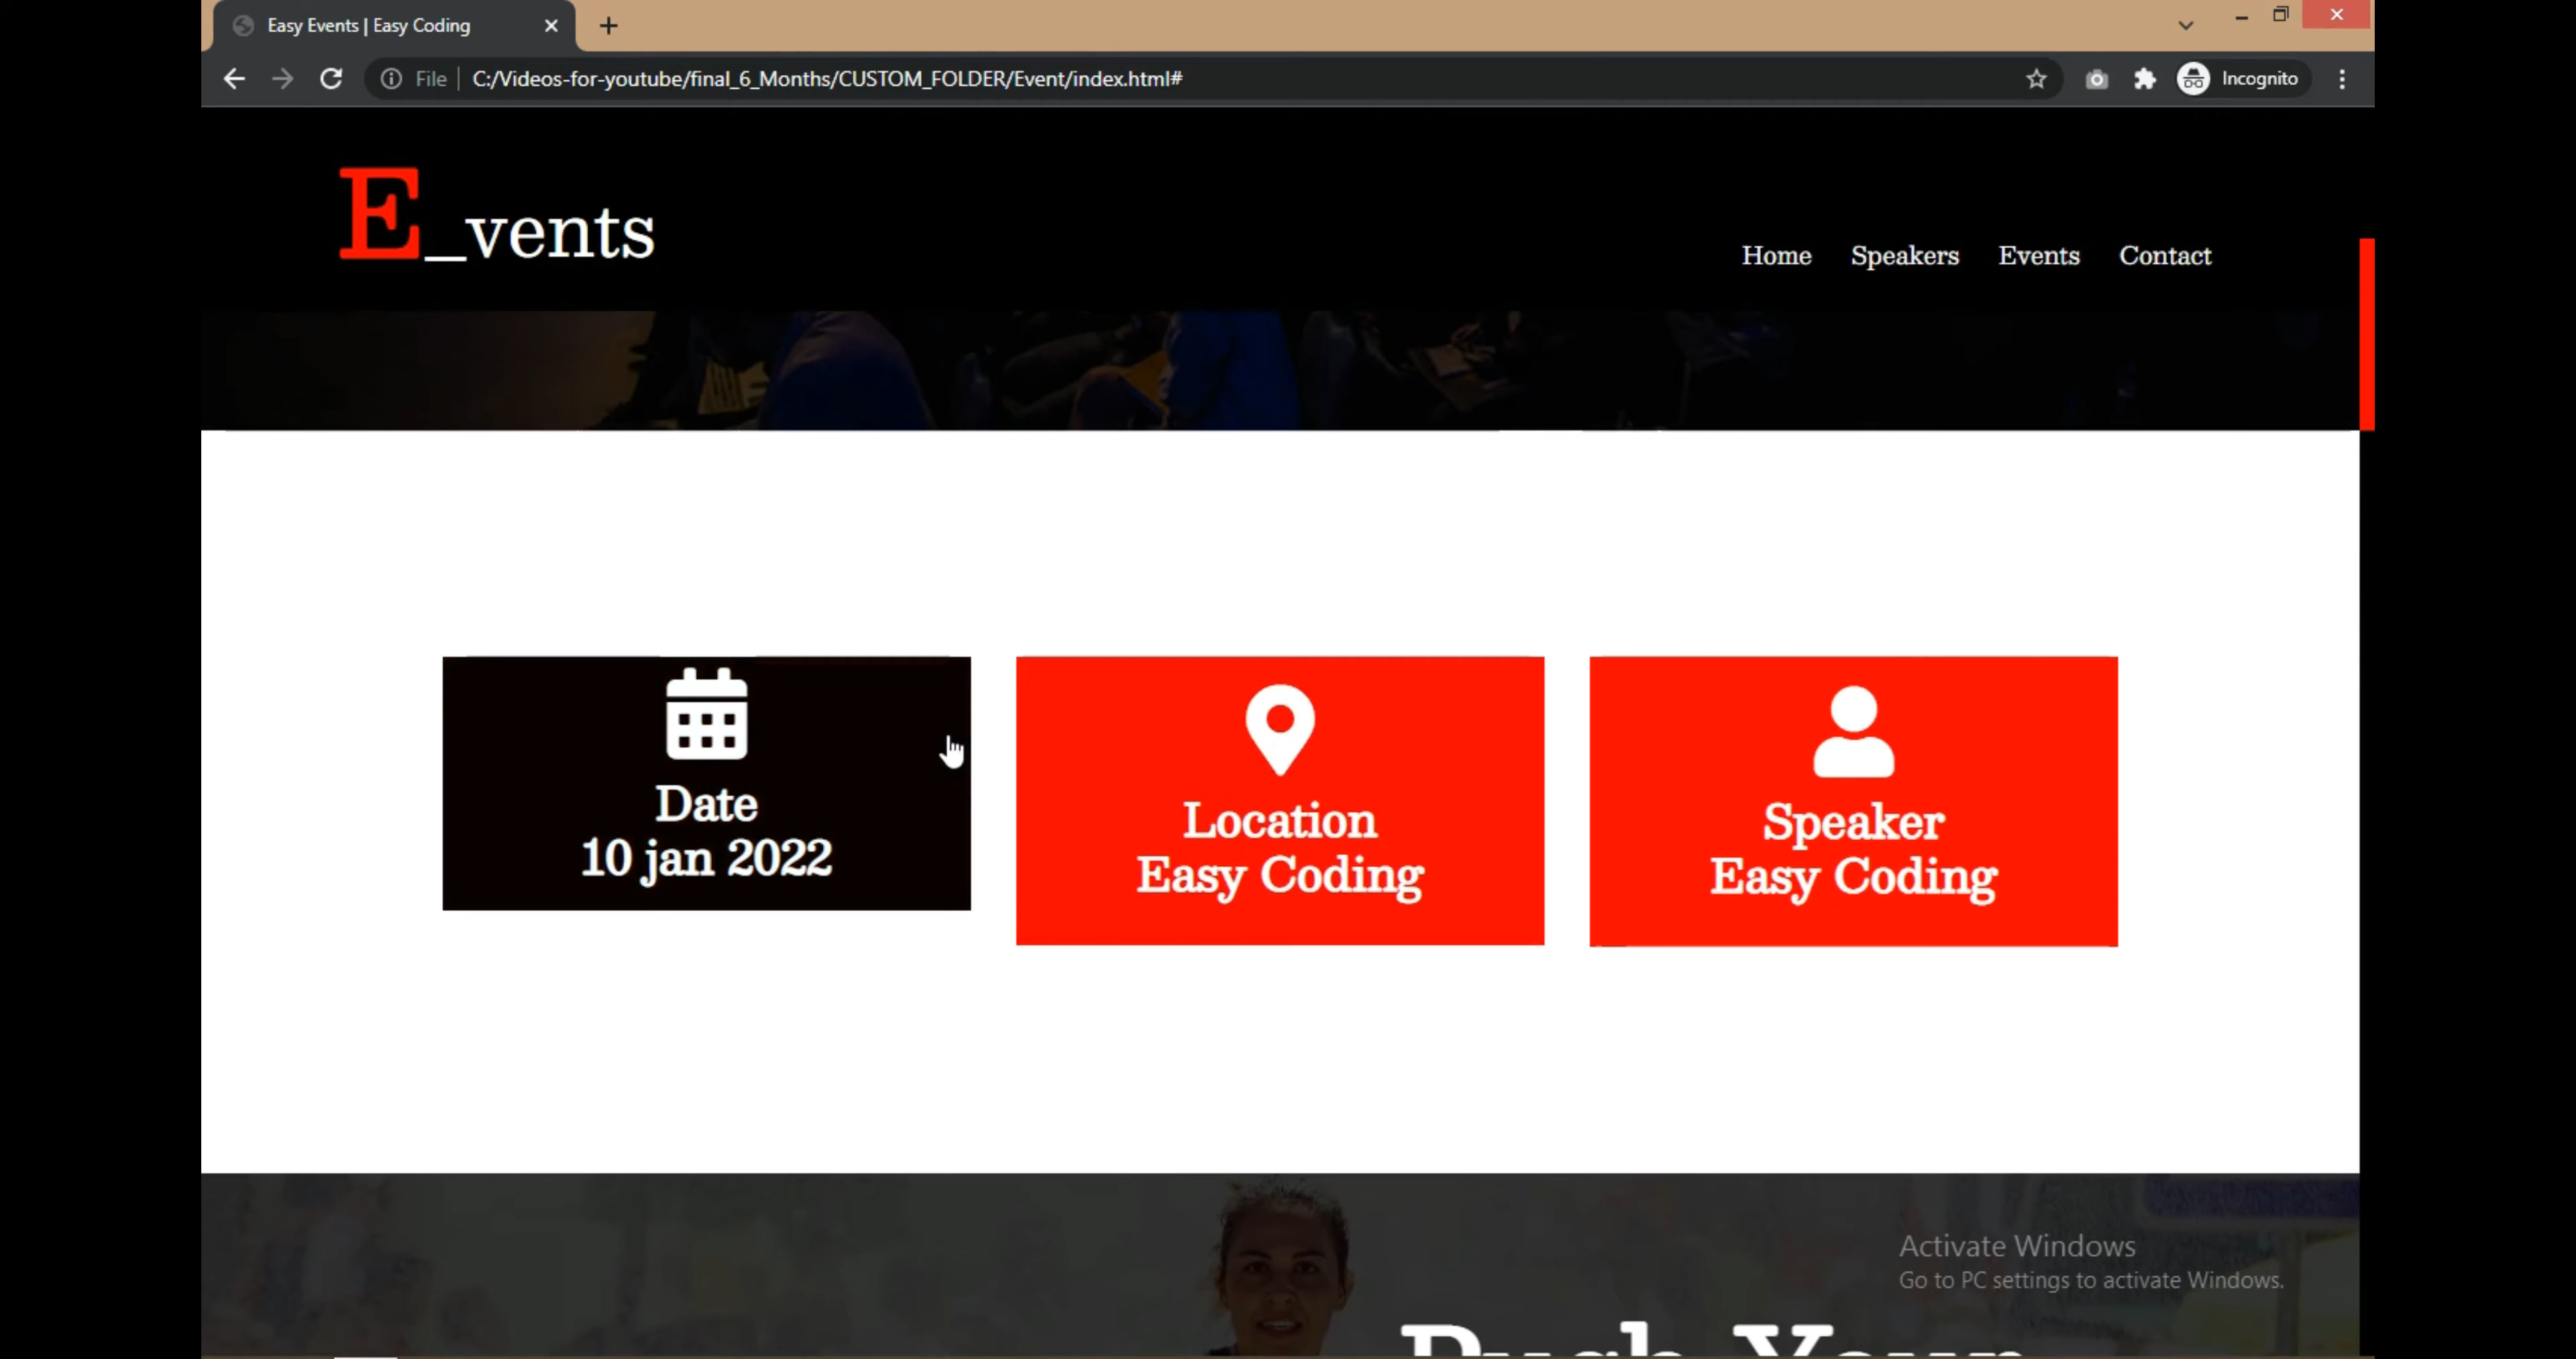 Easy Events | Easy Coding
File C:/Videos-for-youtube/final_6_Months/CUSTOM_FOLDER/Event/index.html#
Incognito
E_vents
Home Speakers Events Contact
Date
10 jan 2022
Location
Easy Coding
Speaker
Easy Coding
Activate Windows
Go to PC settings to activate Windows.
Push Your